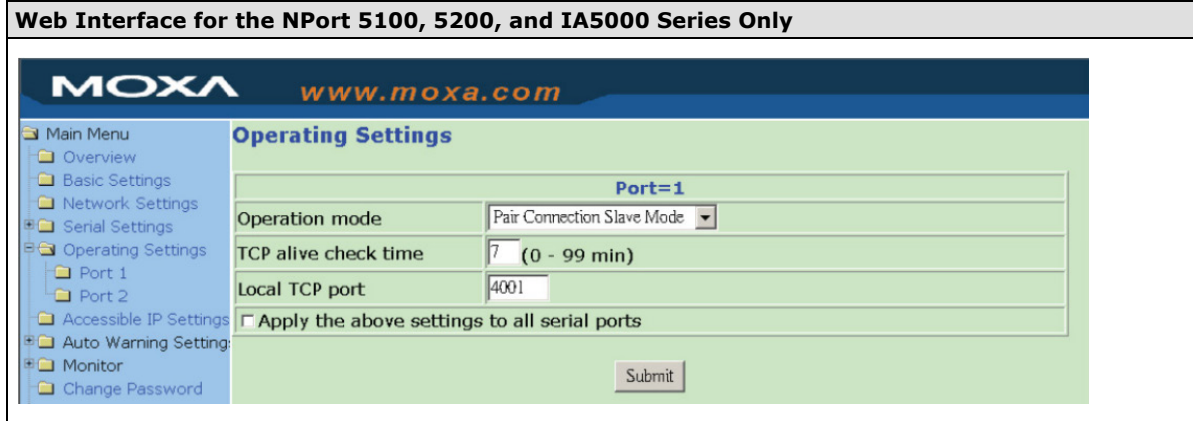 Web Interface for the NPort 5100, 5200, and IA5000 Series Only
MOXA www.moxa.com
Main Menu
Overview
Basic Settings
Network Settings
Serial Settings
Operating Settings
Port 1
Port 2
Accessible IP Settings
Auto Warning Setting
Monitor
Change Password
Operating Settings
Port=1
Operation mode Pair Connection Slave Mode
TCP alive check time 7 (0 - 99 min)
Local TCP port 4001
Apply the above settings to all serial ports
Submit